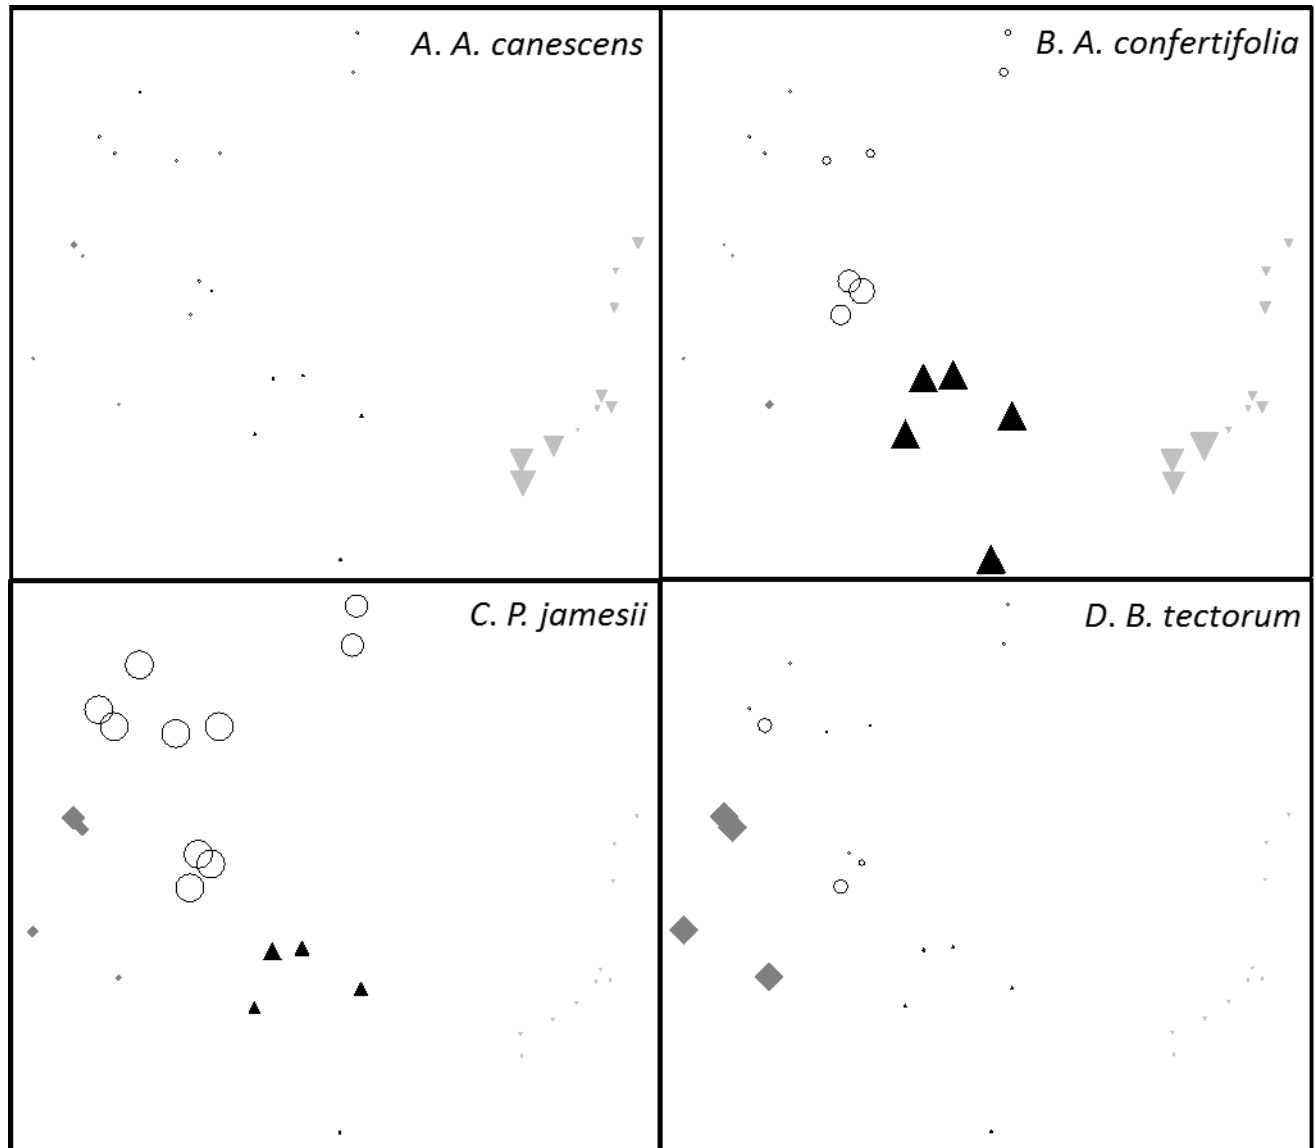 A. A. canescens
B. A. confertifolia
C. P. jamesii
D. B. tectorum